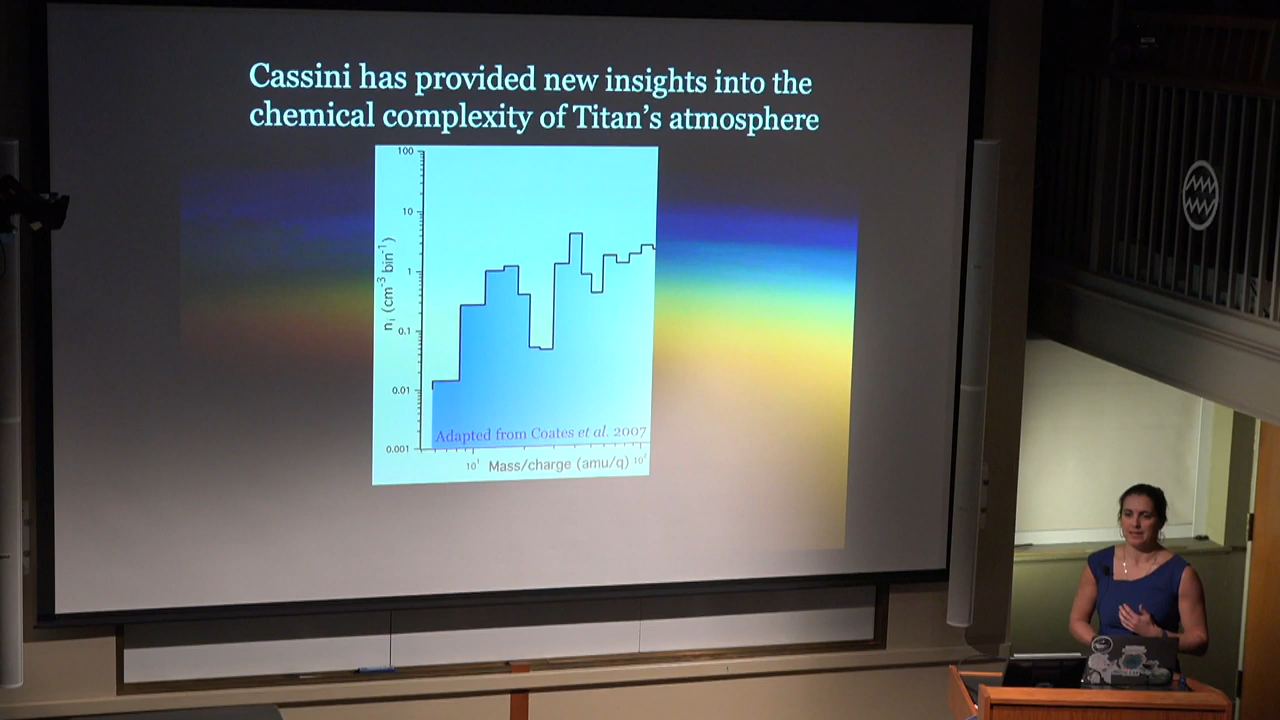 Cassini has provided new insights into the
chemical complexity of Titan's atmosphere
100
10
1
0.1
0.01
0.001
nᵢ (cm⁻³ bin⁻¹)
Adapted from Coates et al. 2007
10¹ Mass/charge (amu/q) 10²